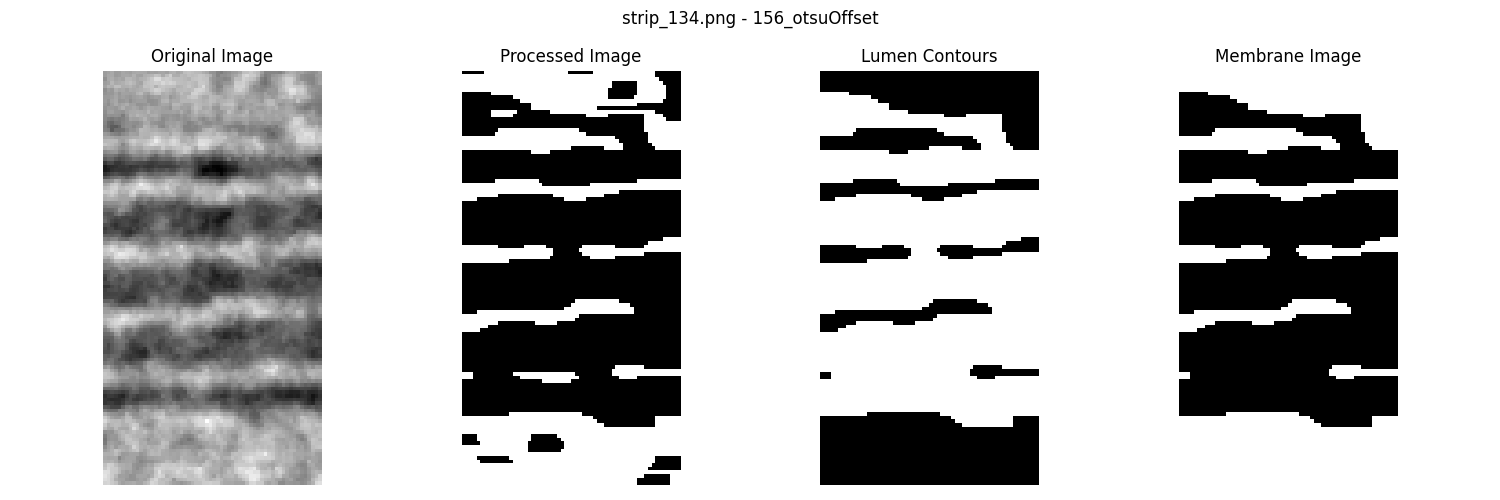 strip_134.png - 156_otsuOffset
Original Image
Processed Image
Lumen Contours
Membrane Image